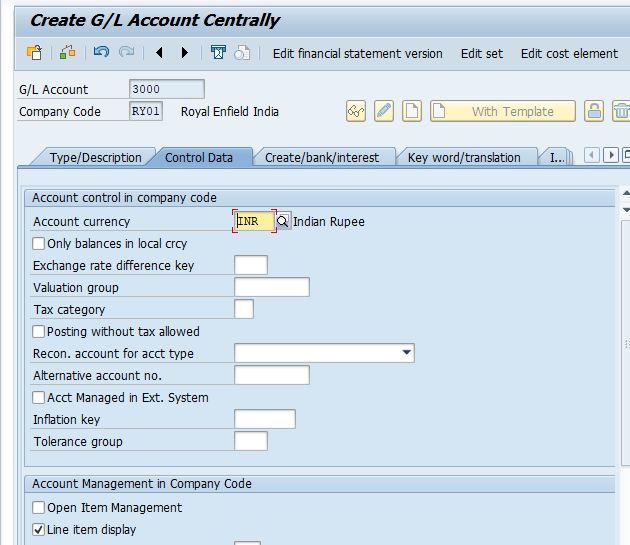 Create G/L Account Centrally
Edit financial statement version Edit set Edit cost element
G/L Account 3000
Company Code RY01 Royal Enfield India With Template
Type/Description Control Data Create/bank/interest Key word/translation I...
Account control in company code
Account currency INR Indian Rupee
Only balances in local crcy
Exchange rate difference key
Valuation group
Tax category
Posting without tax allowed
Recon. account for acct type
Alternative account no.
Acct Managed in Ext. System
Inflation key
Tolerance group
Account Management in Company Code
Open Item Management
Line item display